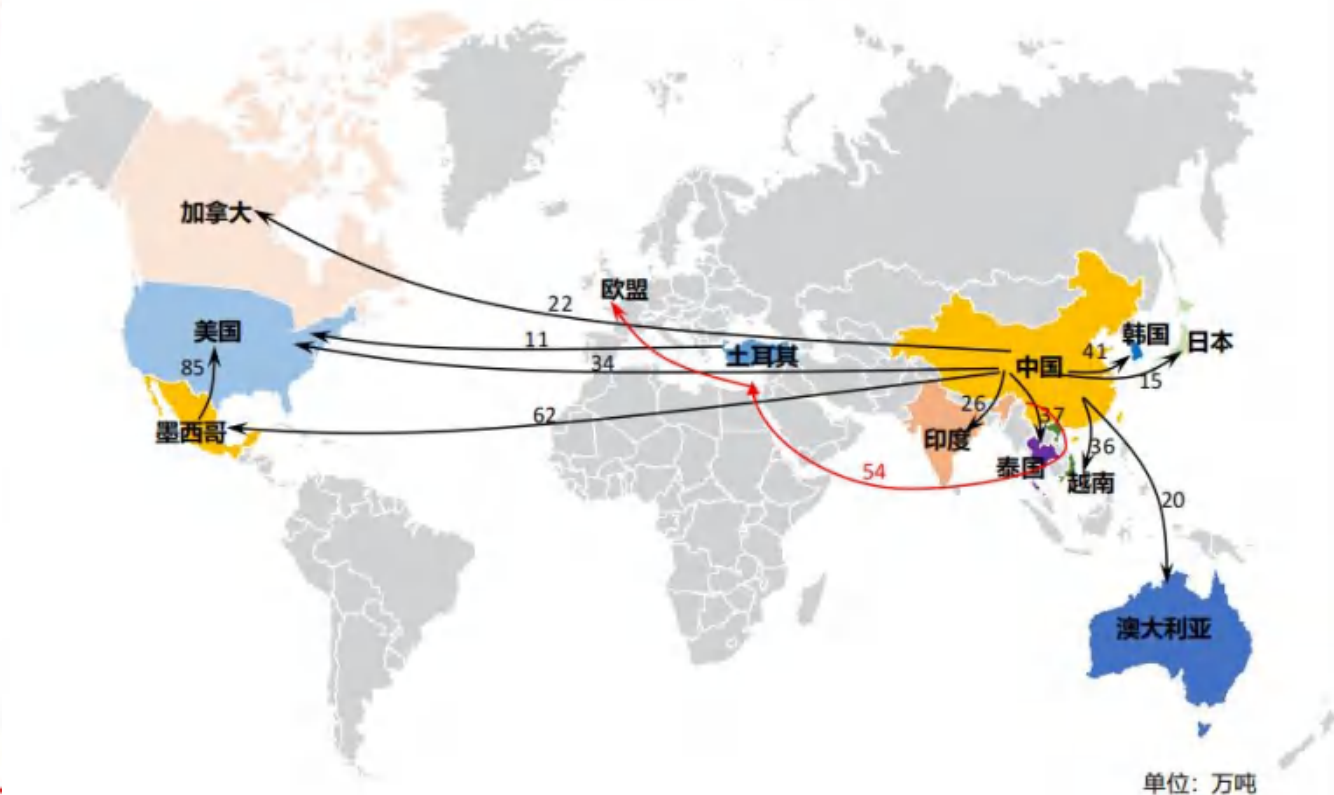 加拿大
欧盟
22
美国
11
土耳其
韩国
日本
41
中国
34
85
15
62
26
37
墨西哥
印度
36
泰国
54
越南
20
澳大利亚
单位：万吨